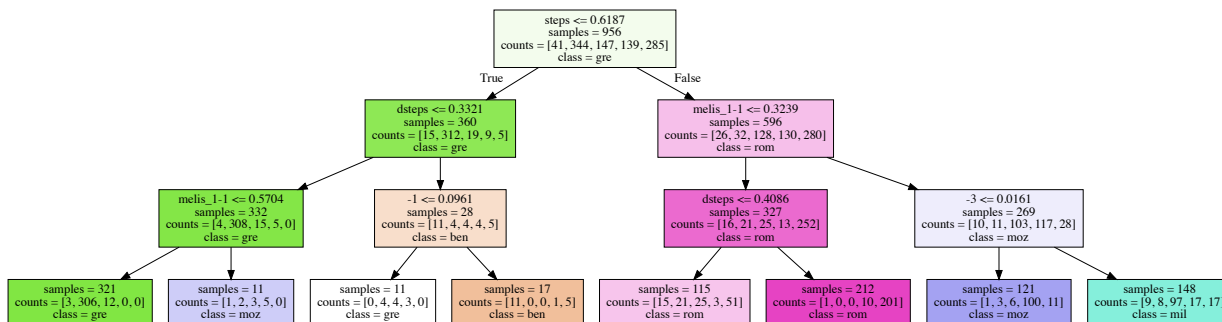 steps <= 0.6187
samples = 956
counts = [41, 344, 147, 139, 285]
class = gre
True
False
dsteps <= 0.3321
samples = 360
counts = [15, 312, 19, 9, 5]
class = gre
melis_1-1 <= 0.3239
samples = 596
counts = [26, 32, 128, 130, 280]
class = rom
melis_1-1 <= 0.5704
samples = 332
counts = [4, 308, 15, 5, 0]
class = gre
-1 <= 0.0961
samples = 28
counts = [11, 4, 4, 4, 5]
class = ben
dsteps <= 0.4086
samples = 327
counts = [16, 21, 25, 13, 252]
class = rom
-3 <= 0.0161
samples = 269
counts = [10, 11, 103, 117, 28]
class = moz
samples = 321
counts = [3, 306, 12, 0, 0]
class = gre
samples = 11
counts = [1, 2, 3, 5, 0]
class = moz
samples = 11
counts = [0, 4, 4, 3, 0]
class = gre
samples = 17
counts = [11, 0, 0, 1, 5]
class = ben
samples = 115
counts = [15, 21, 25, 3, 51]
class = rom
samples = 212
counts = [1, 0, 0, 10, 201]
class = rom
samples = 121
counts = [1, 3, 6, 100, 11]
class = moz
samples = 148
counts = [9, 8, 97, 17, 17]
class = mil